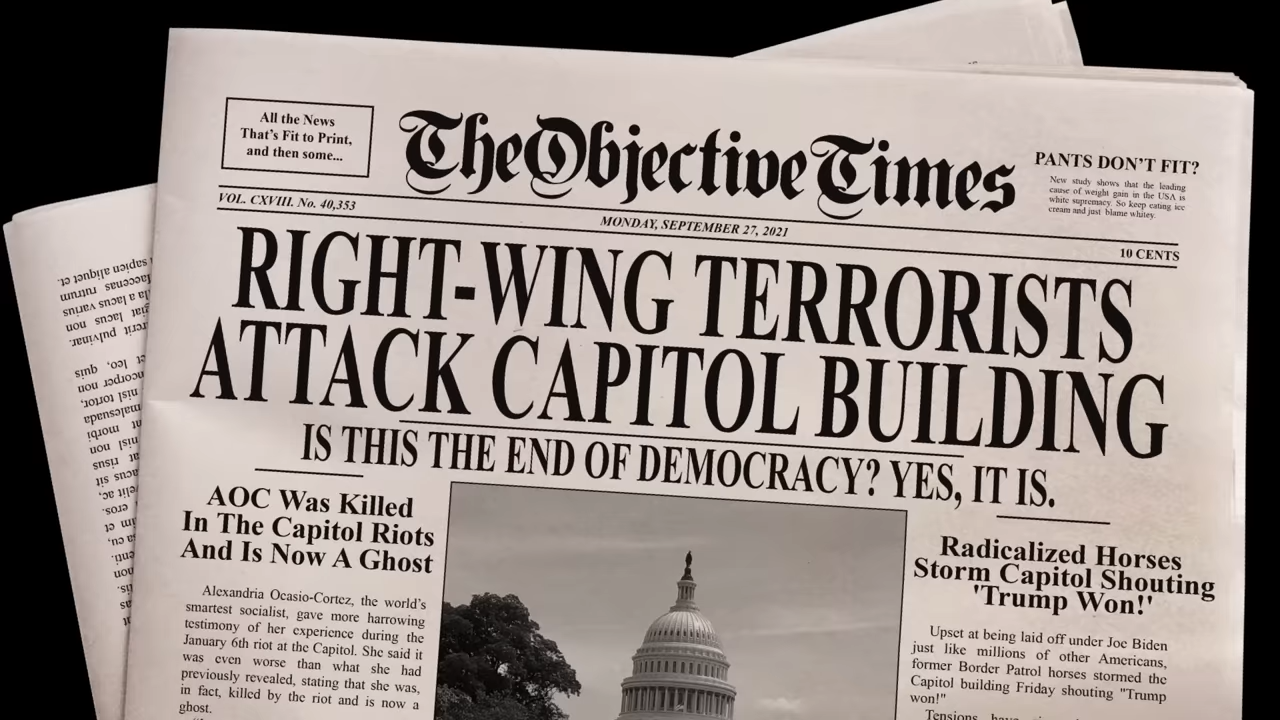 All the News
That's Fit to Print,
and then some...
The Objective Times
PANTS DON'T FIT?
New study shows that the leading
cause of weight gain in the USA is
white supremacy. So keep eating ice
cream and just blame whitey.
VOL. CXVIII. No. 40,353
MONDAY, SEPTEMBER 27, 2021
10 CENTS
RIGHT-WING TERRORISTS
ATTACK CAPITOL BUILDING
IS THIS THE END OF DEMOCRACY? YES, IT IS.
AOC Was Killed
In The Capitol Riots
And Is Now A Ghost
Alexandria Ocasio-Cortez, the world's
smartest socialist, gave more harrowing
testimony of her experience during the
January 6th riot at the Capitol. She said it
was even worse than what she had
previously revealed, stating that she was,
in fact, killed by the riot and is now a
ghost.
Radicalized Horses
Storm Capitol Shouting
'Trump Won!'
Upset at being laid off under Joe Biden
just like millions of other Americans,
former Border Patrol horses stormed the
Capitol building Friday shouting "Trump
won!"
Tensions have